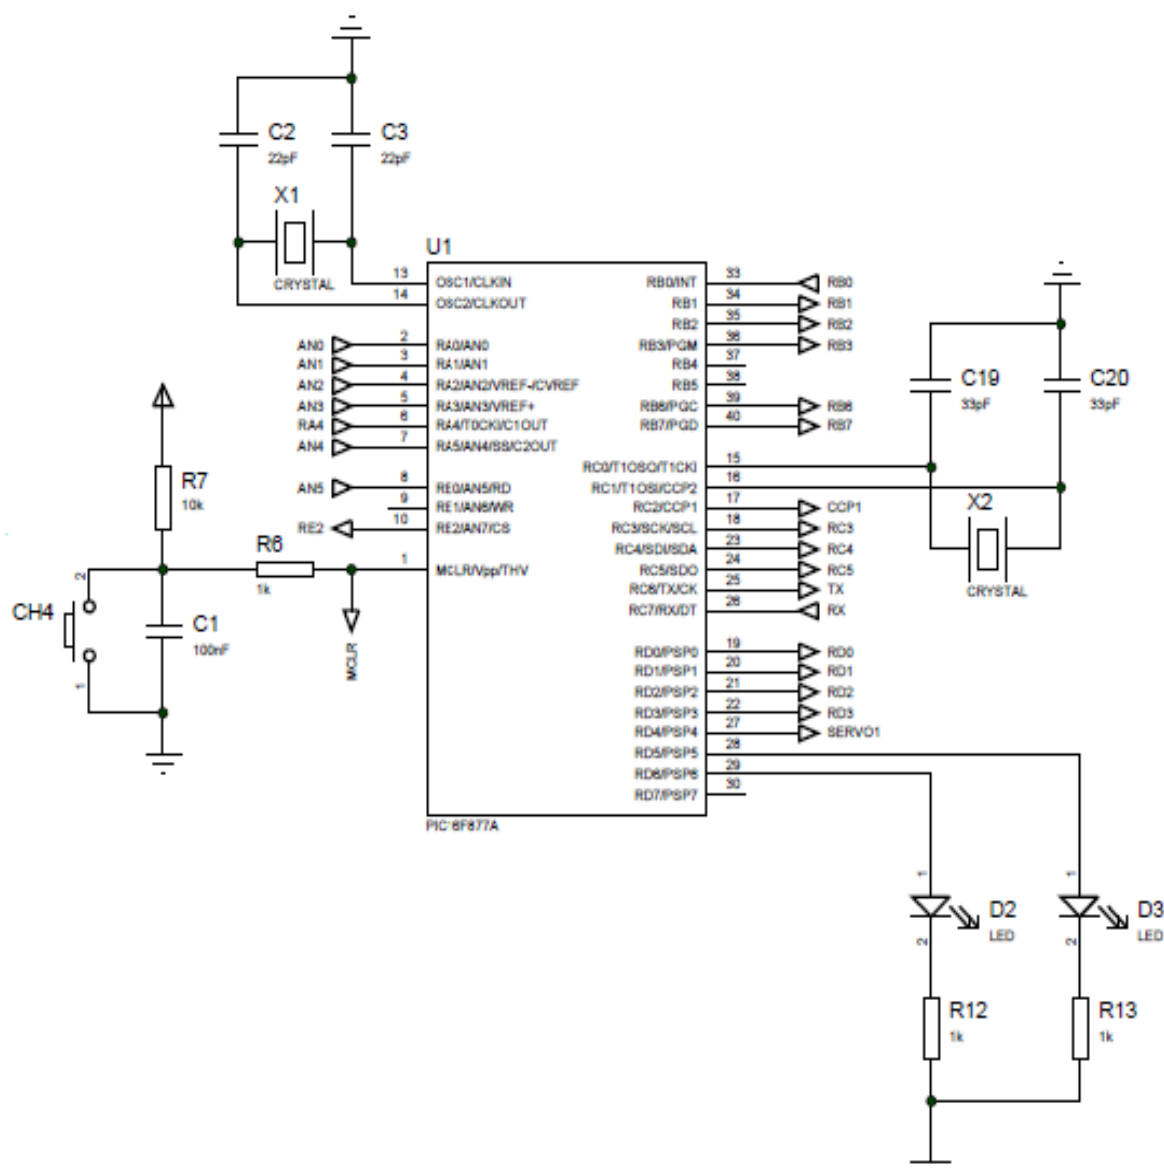 C2
22pF
C3
22pF
X1
CRYSTAL
U1
13 OSC1/CLKIN
14 OSC2/CLKOUT
AN0 2 RA0/AN0
AN1 3 RA1/AN1
AN2 4 RA2/AN2/VREF-/CVREF
AN3 5 RA3/AN3/VREF+
RA4 6 RA4/T0CKI/C1OUT
AN4 7 RA5/AN4/SS/C2OUT
AN5 8 RE0/AN5/RD
9 RE1/AN6/WR
RE2 10 RE2/AN7/CS
1 MCLR/Vpp/THV
RB0/INT 33 RB0
RB1 34 RB1
RB2 35 RB2
RB3/PGM 36 RB3
RB4 37
RB5 38
RB6/PGC 39 RB6
RB7/PGD 40 RB7
RC0/T1OSO/T1CKI 15
RC1/T1OSI/CCP2 16
RC2/CCP1 17 CCP1
RC3/SCK/SCL 18 RC3
RC4/SDI/SDA 23 RC4
RC5/SDO 24 RC5
RC6/TX/CK 25 TX
RC7/RX/DT 26 RX
RD0/PSP0 19 RD0
RD1/PSP1 20 RD1
RD2/PSP2 21 RD2
RD3/PSP3 22 RD3
RD4/PSP4 27 SERVO1
RD5/PSP5 28
RD6/PSP6 29
RD7/PSP7 30
PIC16F877A
C19
33pF
C20
33pF
X2
CRYSTAL
R7
10k
R6
1k
MCLR
2
CH4
1
C1
100nF
1
D2
LED
2
1
D3
LED
2
R12
1k
R13
1k